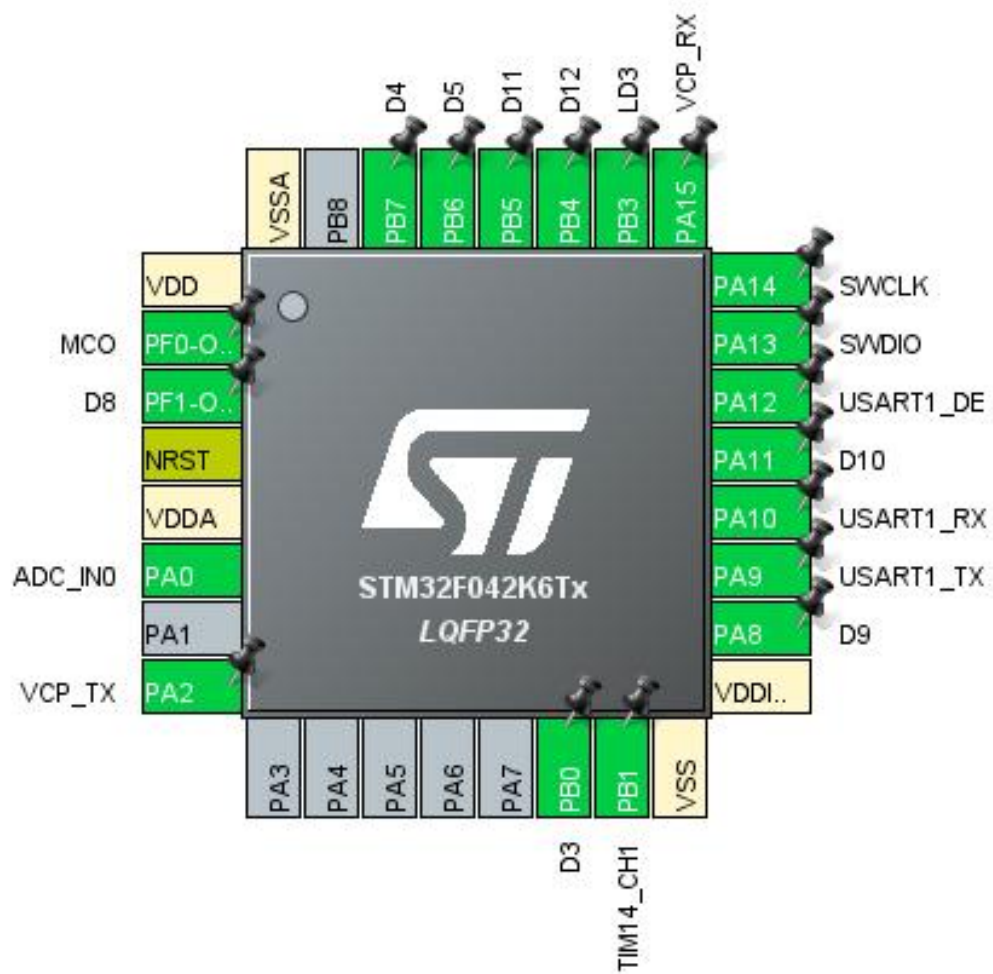 D4
D5
D11
D12
LD3
VCP_RX
VSSA
PB8
PB7
PB6
PB5
PB4
PB3
PA15
VDD
MCO PF0-O..
D8 PF1-O..
NRST
VDDA
ADC_IN0 PA0
PA1
VCP_TX PA2
ST
STM32F042K6Tx
LQFP32
PA14 SWCLK
PA13 SWDIO
PA12 USART1_DE
PA11 D10
PA10 USART1_RX
PA9 USART1_TX
PA8 D9
VDDI..
PA3
PA4
PA5
PA6
PA7
PB0
PB1
VSS
D3
TIM14_CH1